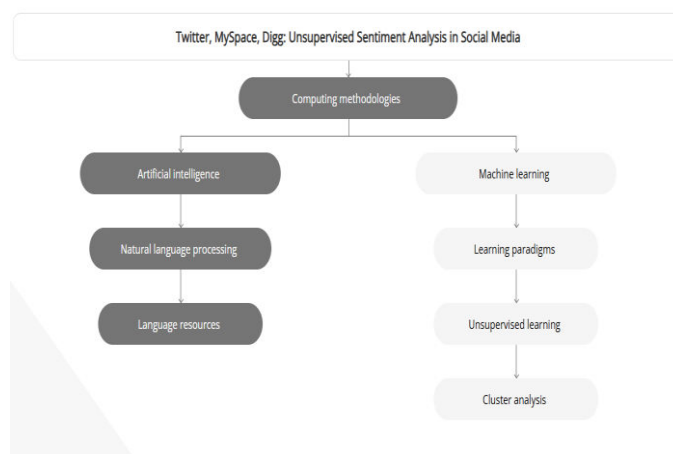 Twitter, MySpace, Digg: Unsupervised Sentiment Analysis in Social Media
Computing methodologies
Artificial intelligence
Machine learning
Natural language processing
Learning paradigms
Language resources
Unsupervised learning
Cluster analysis